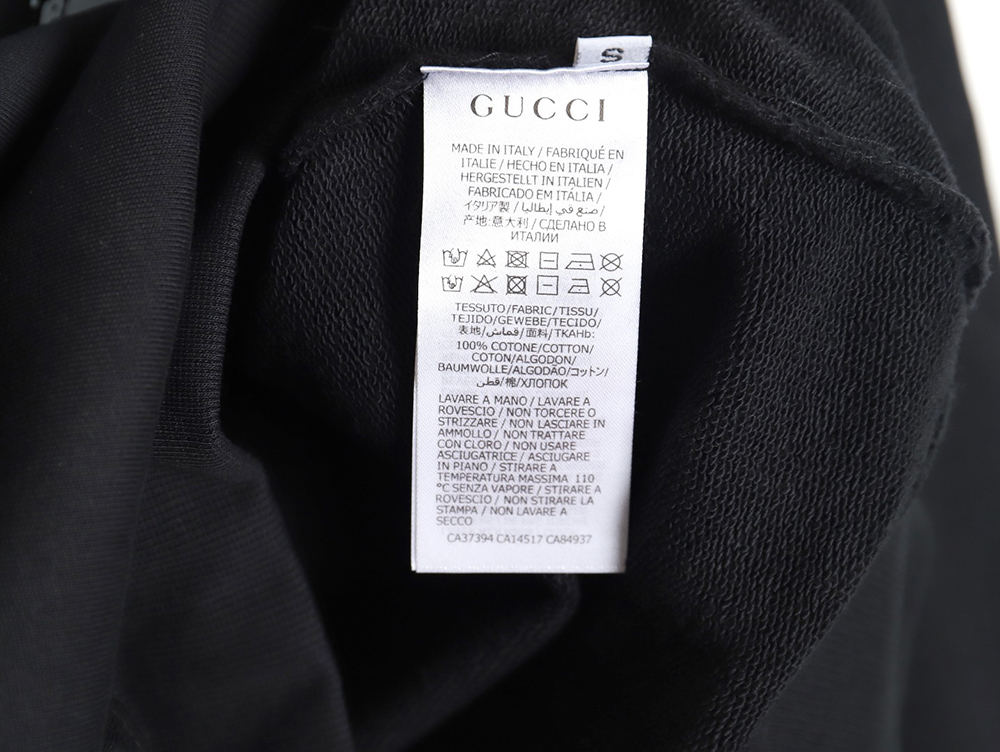 S
GUCCI
MADE IN ITALY / FABRIQUÉ EN
ITALIE / HECHO EN ITALIA /
HERGESTELLT IN ITALIEN /
FABRICADO EM ITÁLIA /
イタリア製 / صنع في إيطاليا /
产地:意大利 / СДЕЛАНО В
ИТАЛИИ
TESSUTO/FABRIC/TISSU/
TEJIDO/GEWEBE/TECIDO/
表地/قماش/面料/ТКАНЬ:
100% COTONE/COTTON/
COTON/ALGODON/
BAUMWOLLE/ALGODÃO/コットン/
قطن/棉/ХЛОПОК
LAVARE A MANO / LAVARE A
ROVESCIO / NON TORCERE O
STRIZZARE / NON LASCIARE IN
AMMOLLO / NON TRATTARE
CON CLORO / NON USARE
ASCIUGATRICE / ASCIUGARE
IN PIANO / STIRARE A
TEMPERATURA MASSIMA 110
°C SENZA VAPORE / STIRARE A
ROVESCIO / NON STIRARE LA
STAMPA / NON LAVARE A
SECCO
CA37394 CA14517 CA84937